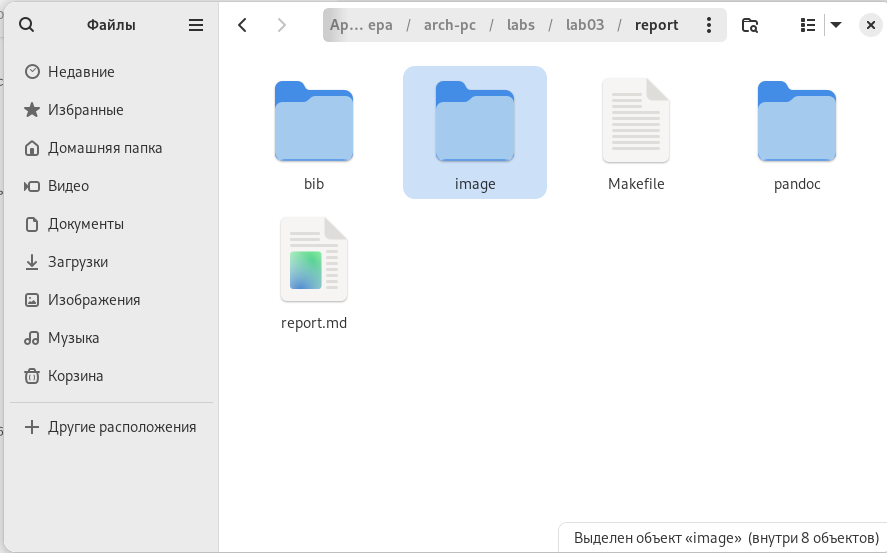 Файлы
Ар… ера / arch-pc / labs / lab03 / report
Недавние
Избранные
Домашняя папка
Видео
Документы
Загрузки
Изображения
Музыка
Корзина
Другие расположения
bib
image
Makefile
pandoc
report.md
Выделен объект «image» (внутри 8 объектов)